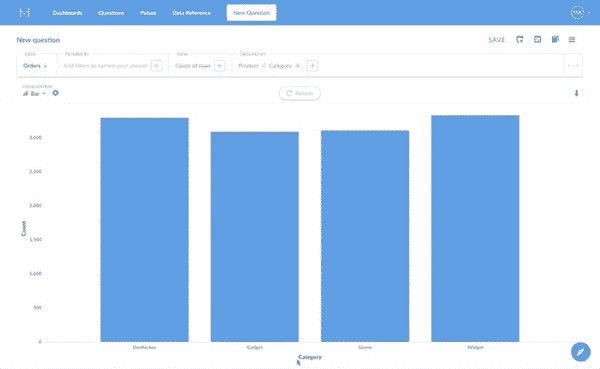 Dashboards Questions Pulses Data Reference New Question
New question SAVE
DATA FILTERED BY VIEW GROUPED BY
Orders Add filters to narrow your answer Count of rows Product Category
VISUALIZATION
Bar Refresh
3,000
2,500
2,000
1,500
1,000
500
0
Count
Doohickey Gadget Gizmo Widget
Category